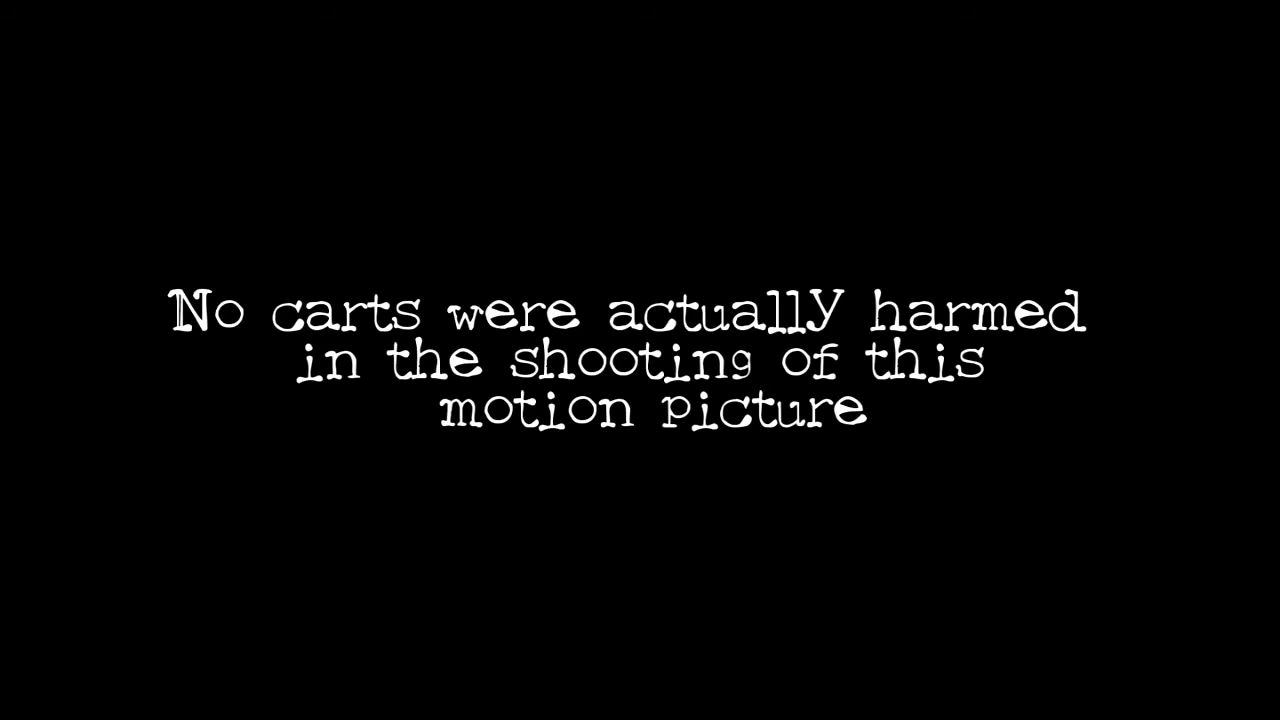 No carts were actually harmed
in the shooting of this
motion picture